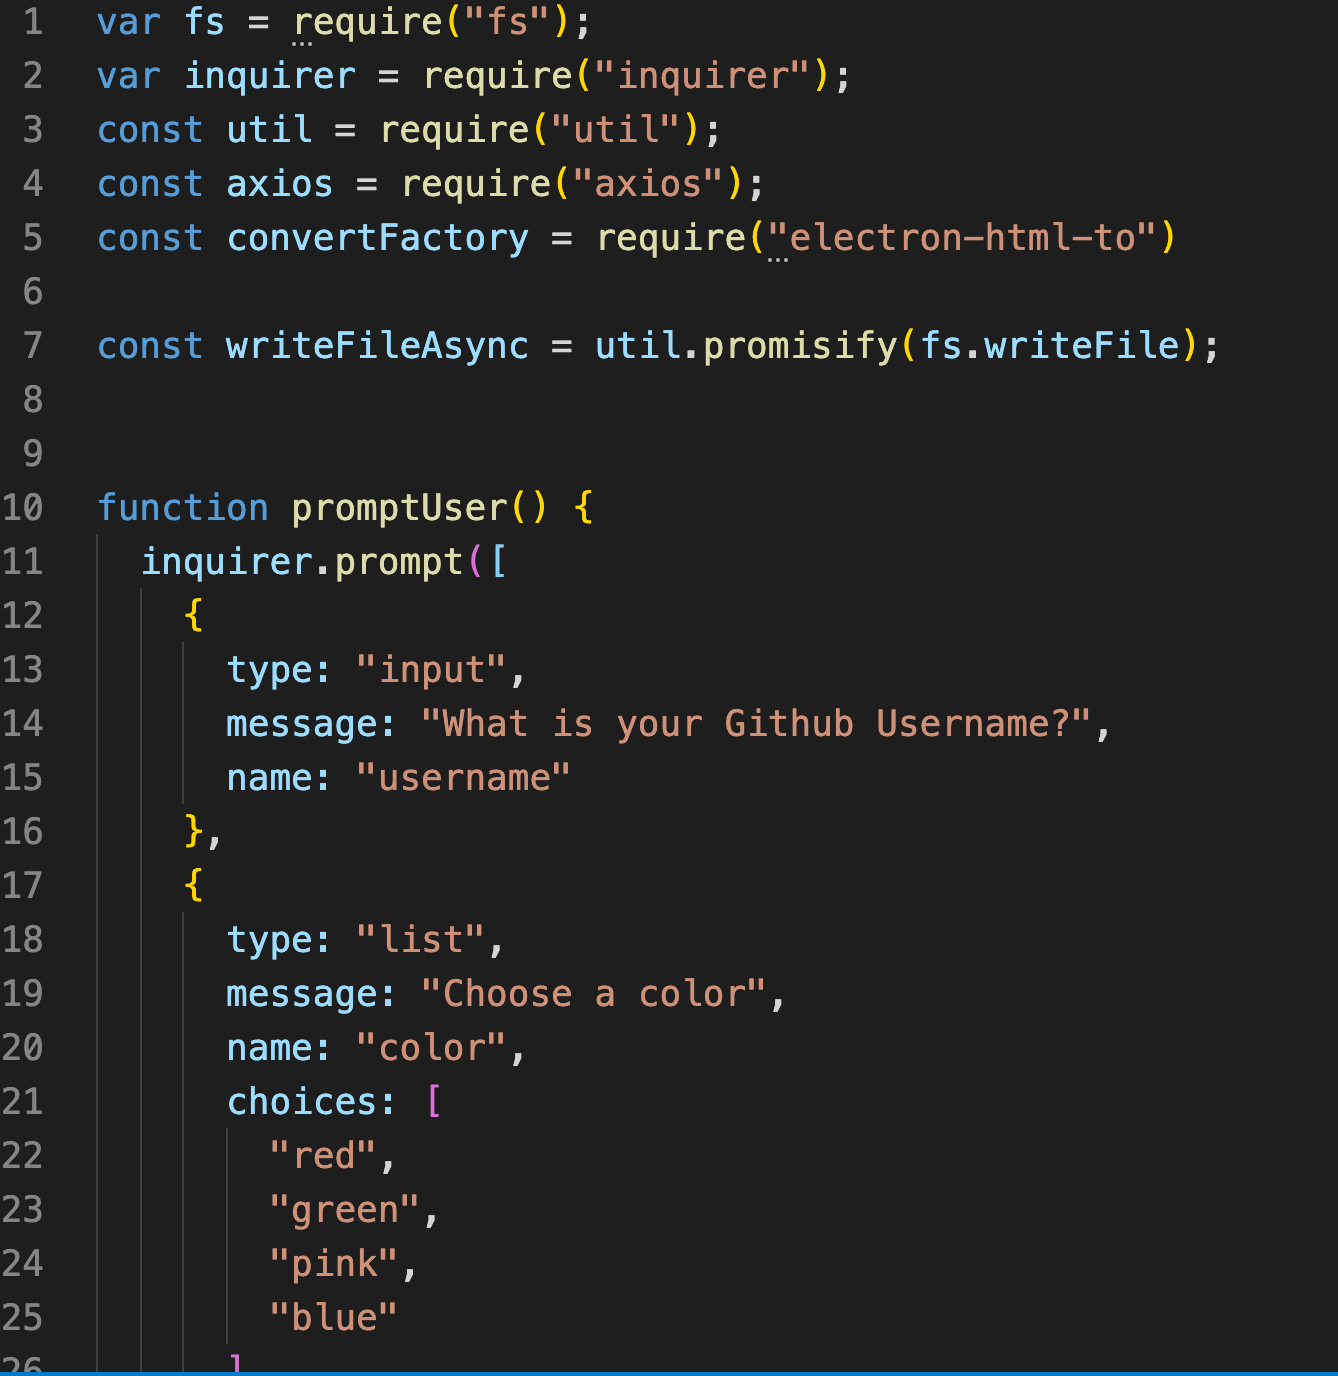 1 var fs = require("fs");
2 var inquirer = require("inquirer");
3 const util = require("util");
4 const axios = require("axios");
5 const convertFactory = require("electron-html-to")
6
7 const writeFileAsync = util.promisify(fs.writeFile);
8
9
10 function promptUser() {
11   inquirer.prompt([
12     {
13       type: "input",
14       message: "What is your Github Username?",
15       name: "username"
16     },
17     {
18       type: "list",
19       message: "Choose a color",
20       name: "color",
21       choices: [
22         "red",
23         "green",
24         "pink",
25         "blue"
26       ]